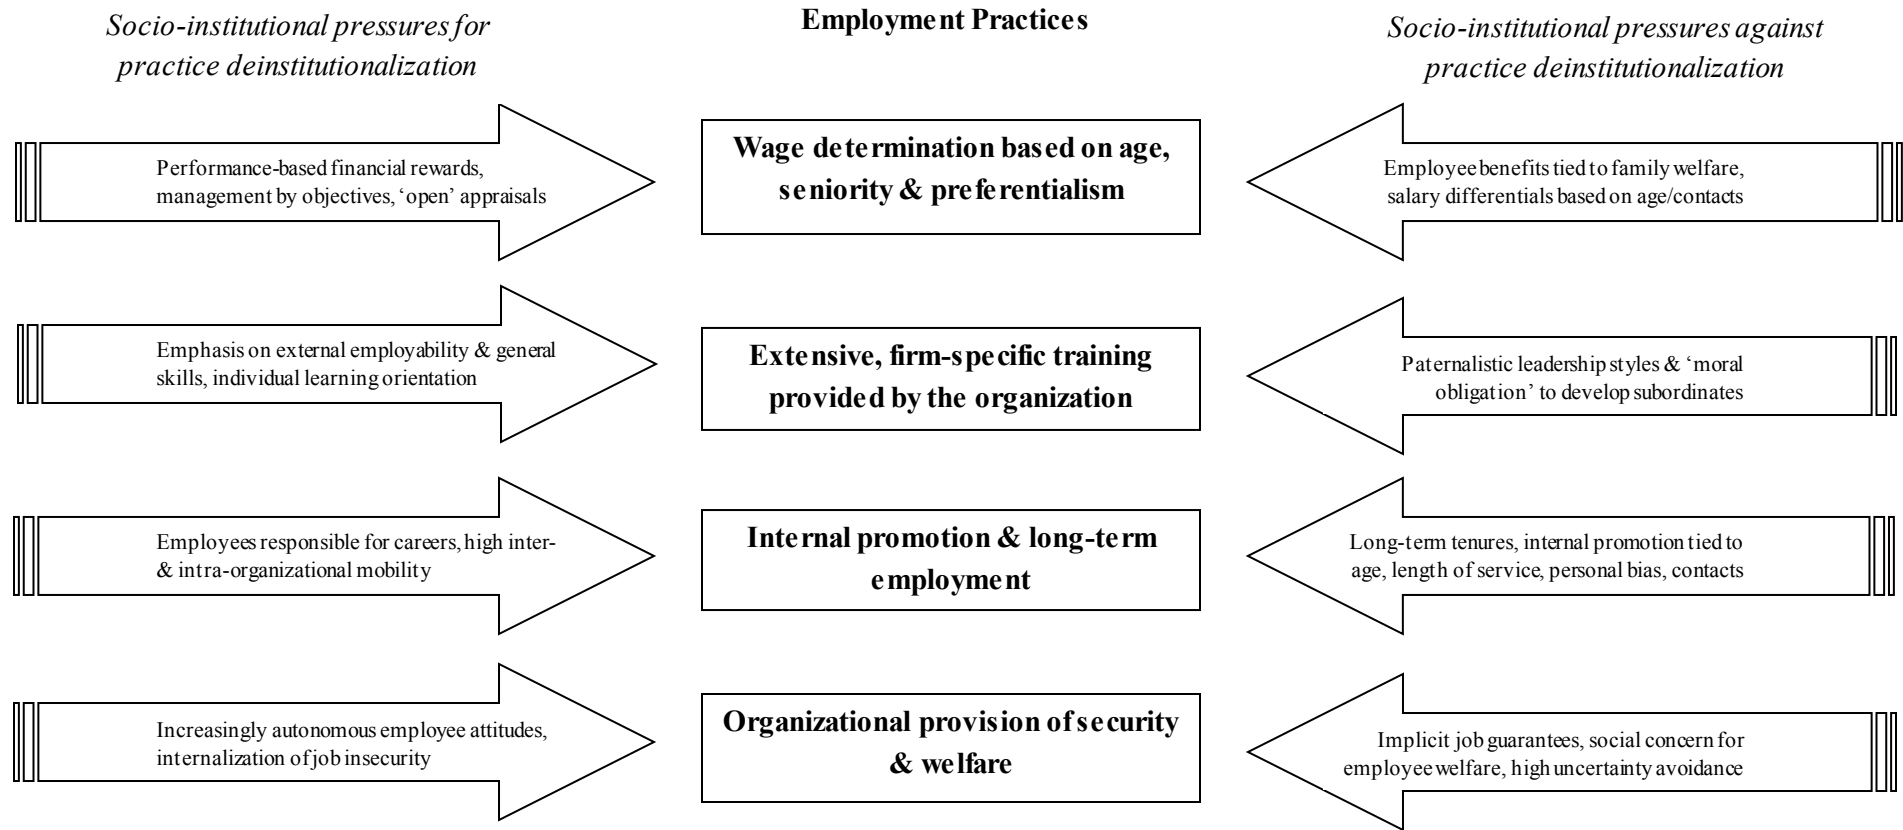 Socio-institutional pressures for
practice deinstitutionalization
Employment Practices
Socio-institutional pressures against
practice deinstitutionalization
Performance-based financial rewards,
management by objectives, ‘open’ appraisals
Wage determination based on age,
seniority & preferentialism
Employee benefits tied to family welfare,
salary differentials based on age/contacts
Emphasis on external employability & general
skills, individual learning orientation
Extensive, firm-specific training
provided by the organization
Paternalistic leadership styles & ‘moral
obligation’ to develop subordinates
Employees responsible for careers, high inter-
& intra-organizational mobility
Internal promotion & long-term
employment
Long-term tenures, internal promotion tied to
age, length of service, personal bias, contacts
Increasingly autonomous employee attitudes,
internalization of job insecurity
Organizational provision of security
& welfare
Implicit job guarantees, social concern for
employee welfare, high uncertainty avoidance